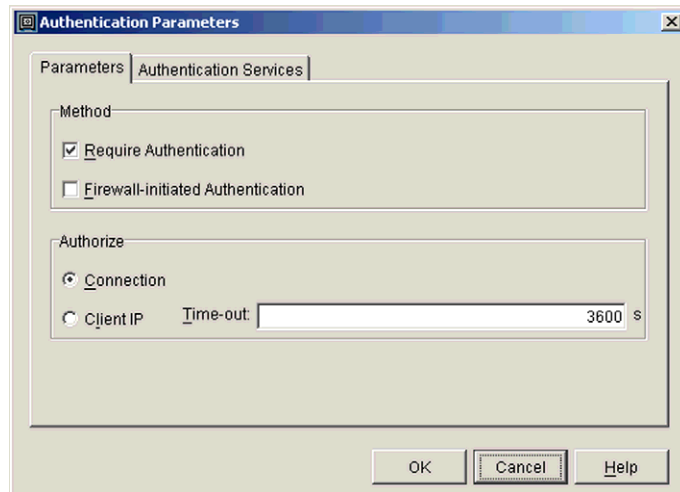 Authentication Parameters
Parameters Authentication Services
Method
Require Authentication
Firewall-initiated Authentication
Authorize
Connection
Client IP Time-out: 3600 s
OK Cancel Help